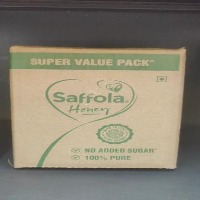 SUPER VALUE PACK*
Saffola®
Honey
NO ADDED SUGAR*
100% PURE